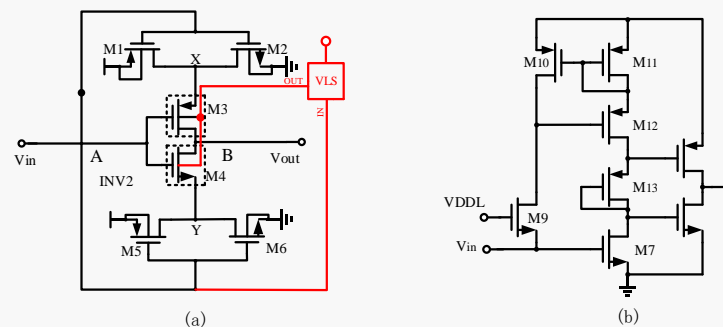 M1
M2
X
OUT
VLS
IN
M3
Vin
A
B
Vout
INV2
M4
Y
M5
M6
(a)
M10
M11
M12
M13
VDDL
M9
Vin
M7
(b)